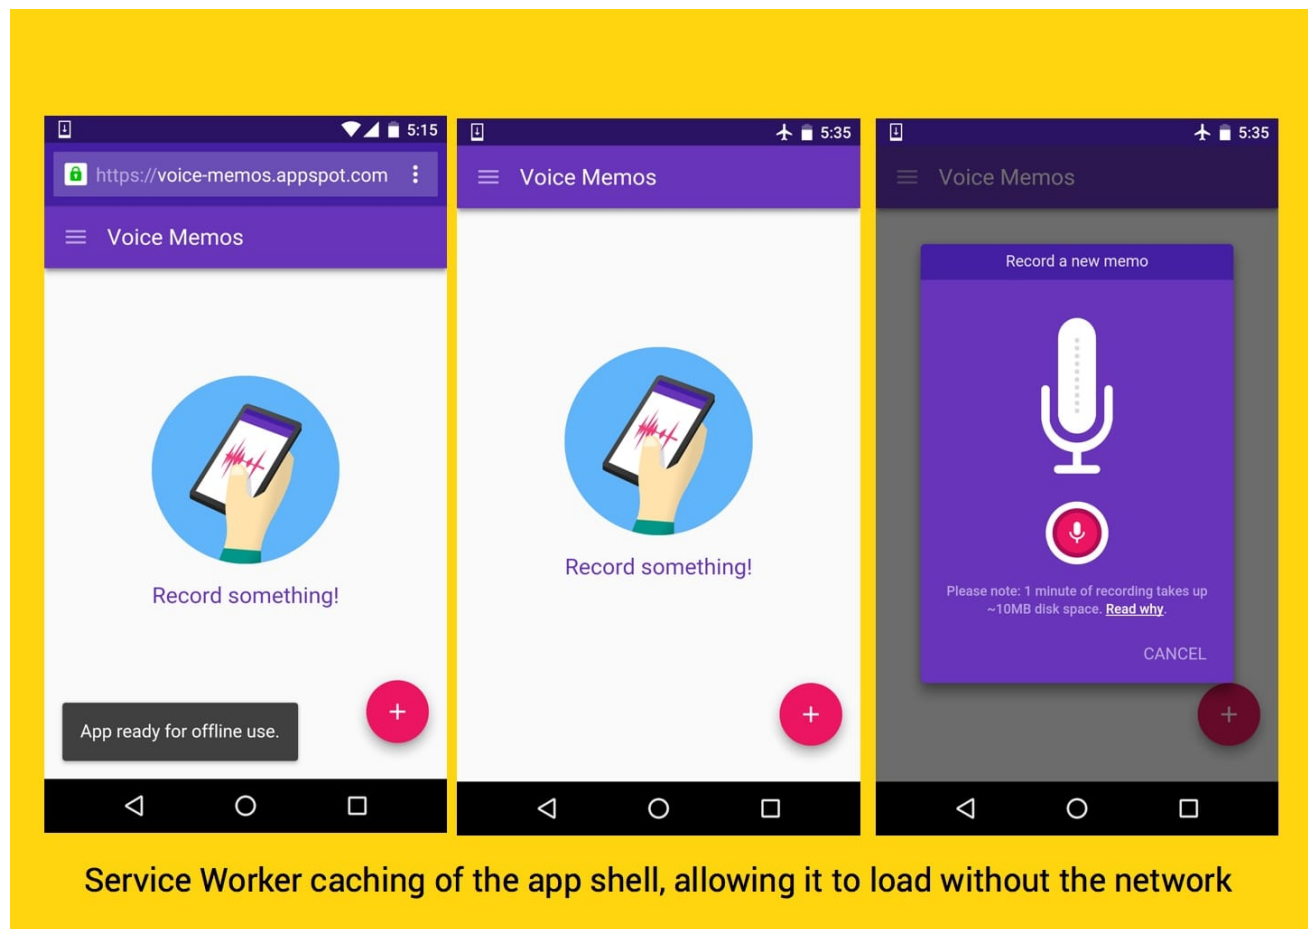 5:15
https://voice-memos.appspot.com
Voice Memos
Record something!
App ready for offline use.
+
5:35
Voice Memos
Record something!
+
5:35
Voice Memos
Record a new memo
Please note: 1 minute of recording takes up
~10MB disk space. Read why.
CANCEL
+
Service Worker caching of the app shell, allowing it to load without the network